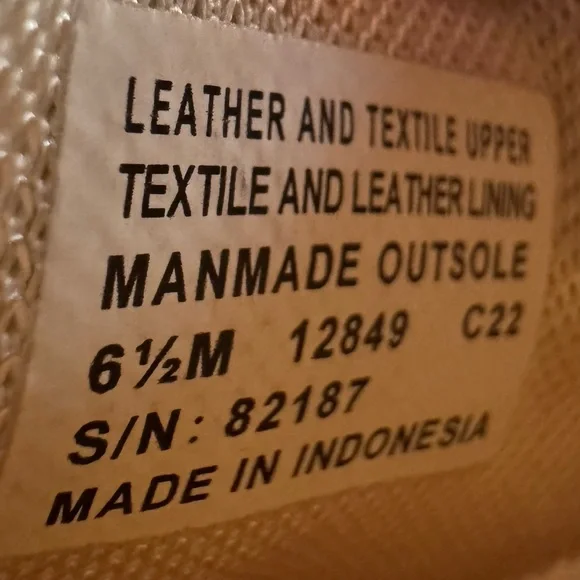 LEATHER AND TEXTILE UPPER
TEXTILE AND LEATHER LINING
MANMADE OUTSOLE
6½M 12849 C22
S/N: 82187
MADE IN INDONESIA